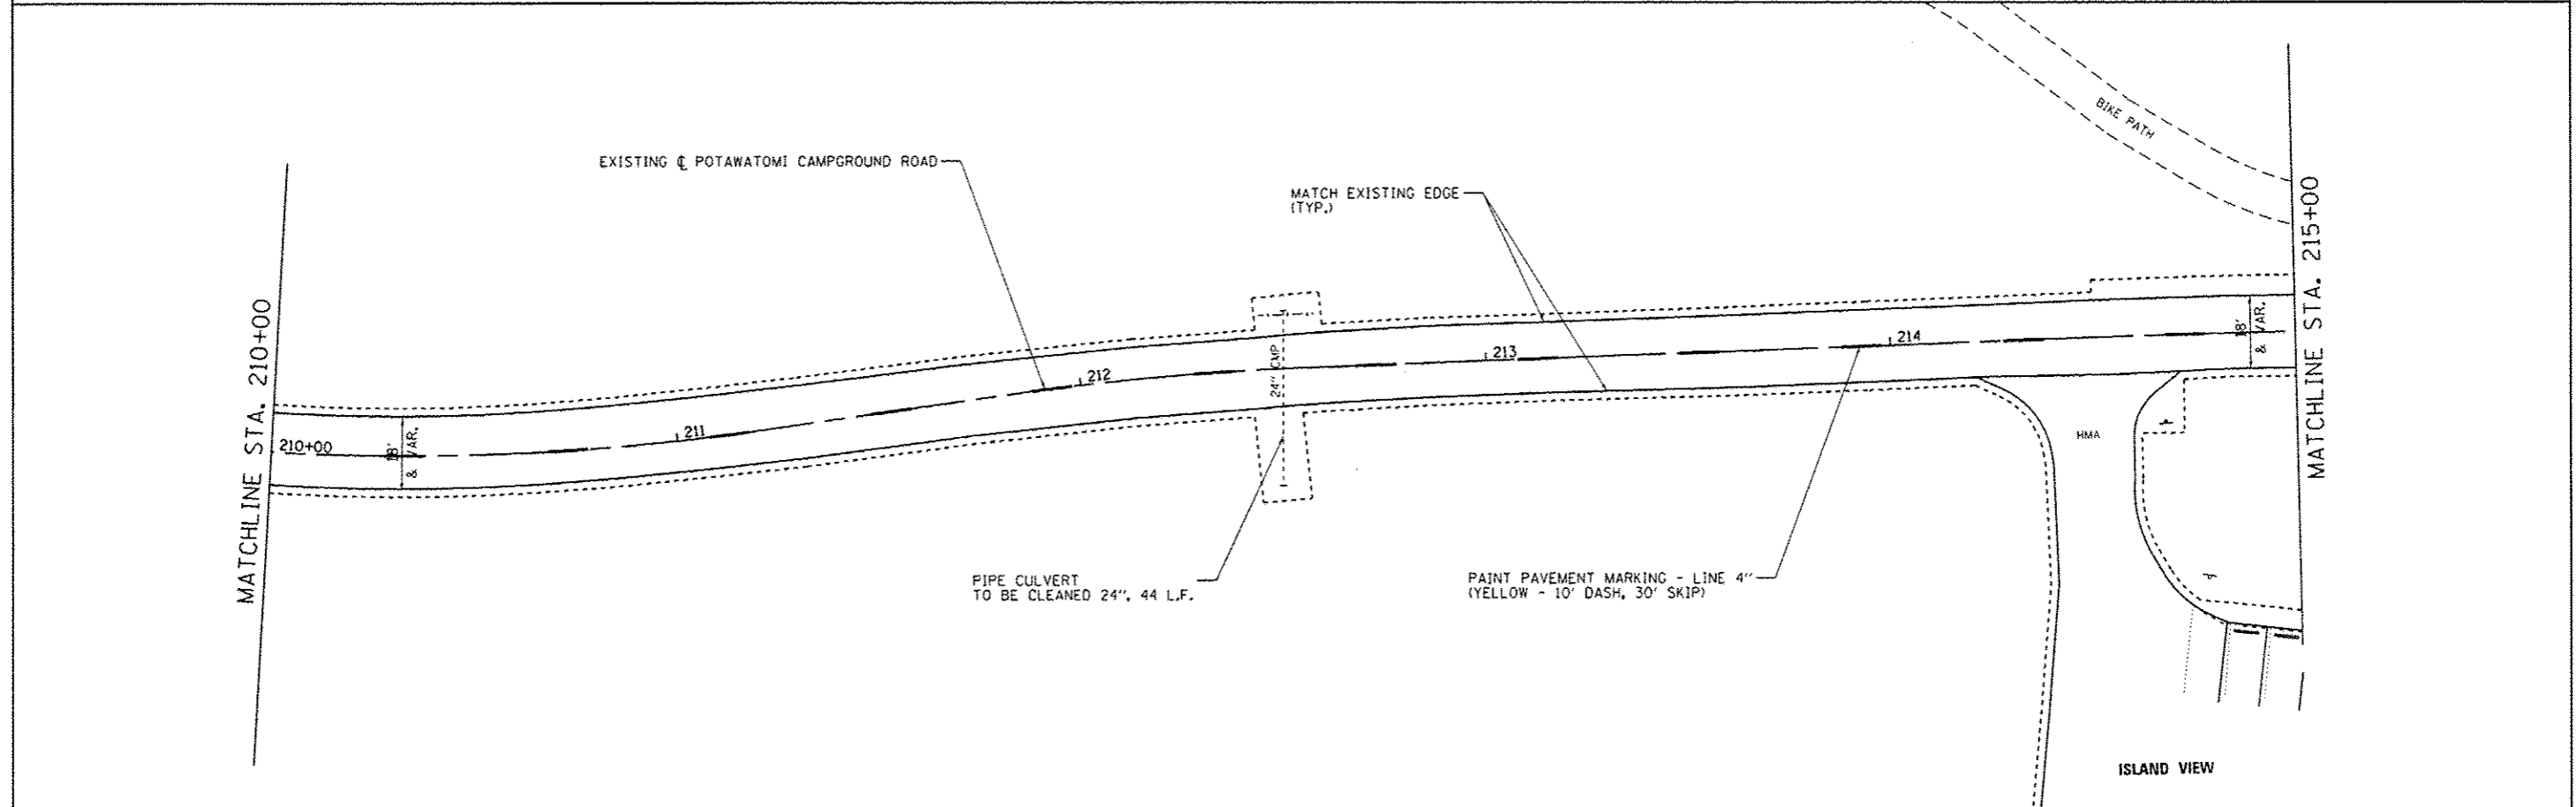 BIKE PATH
EXISTING ℄ POTAWATOMI CAMPGROUND ROAD
MATCH EXISTING EDGE
(TYP.)
MATCHLINE STA. 210+00
MATCHLINE STA. 215+00
210+00
211
212
213
214
18'
& VAR.
24" CMP
18'
& VAR.
HMA
PIPE CULVERT
TO BE CLEANED 24", 44 L.F.
PAINT PAVEMENT MARKING - LINE 4"
(YELLOW - 10' DASH, 30' SKIP)
ISLAND VIEW